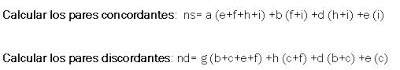 Calcular los pares concordantes: ns= a (e+f+h+i) +b (f+i) +d (h+i) +e (i)
Calcular los pares discordantes: nd= g (b+c+e+f) +h (c+f) +d (b+c) +e (c)